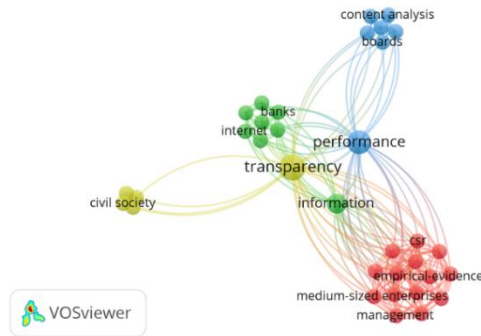 content analysis
boards
banks
internet
performance
transparency
civil society
information
csr
empirical-evidence
medium-sized enterprises
management
VOSviewer